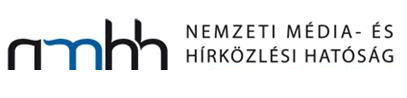 nmhh
NEMZETI MÉDIA- ÉS
HÍRKÖZLÉSI HATÓSÁG